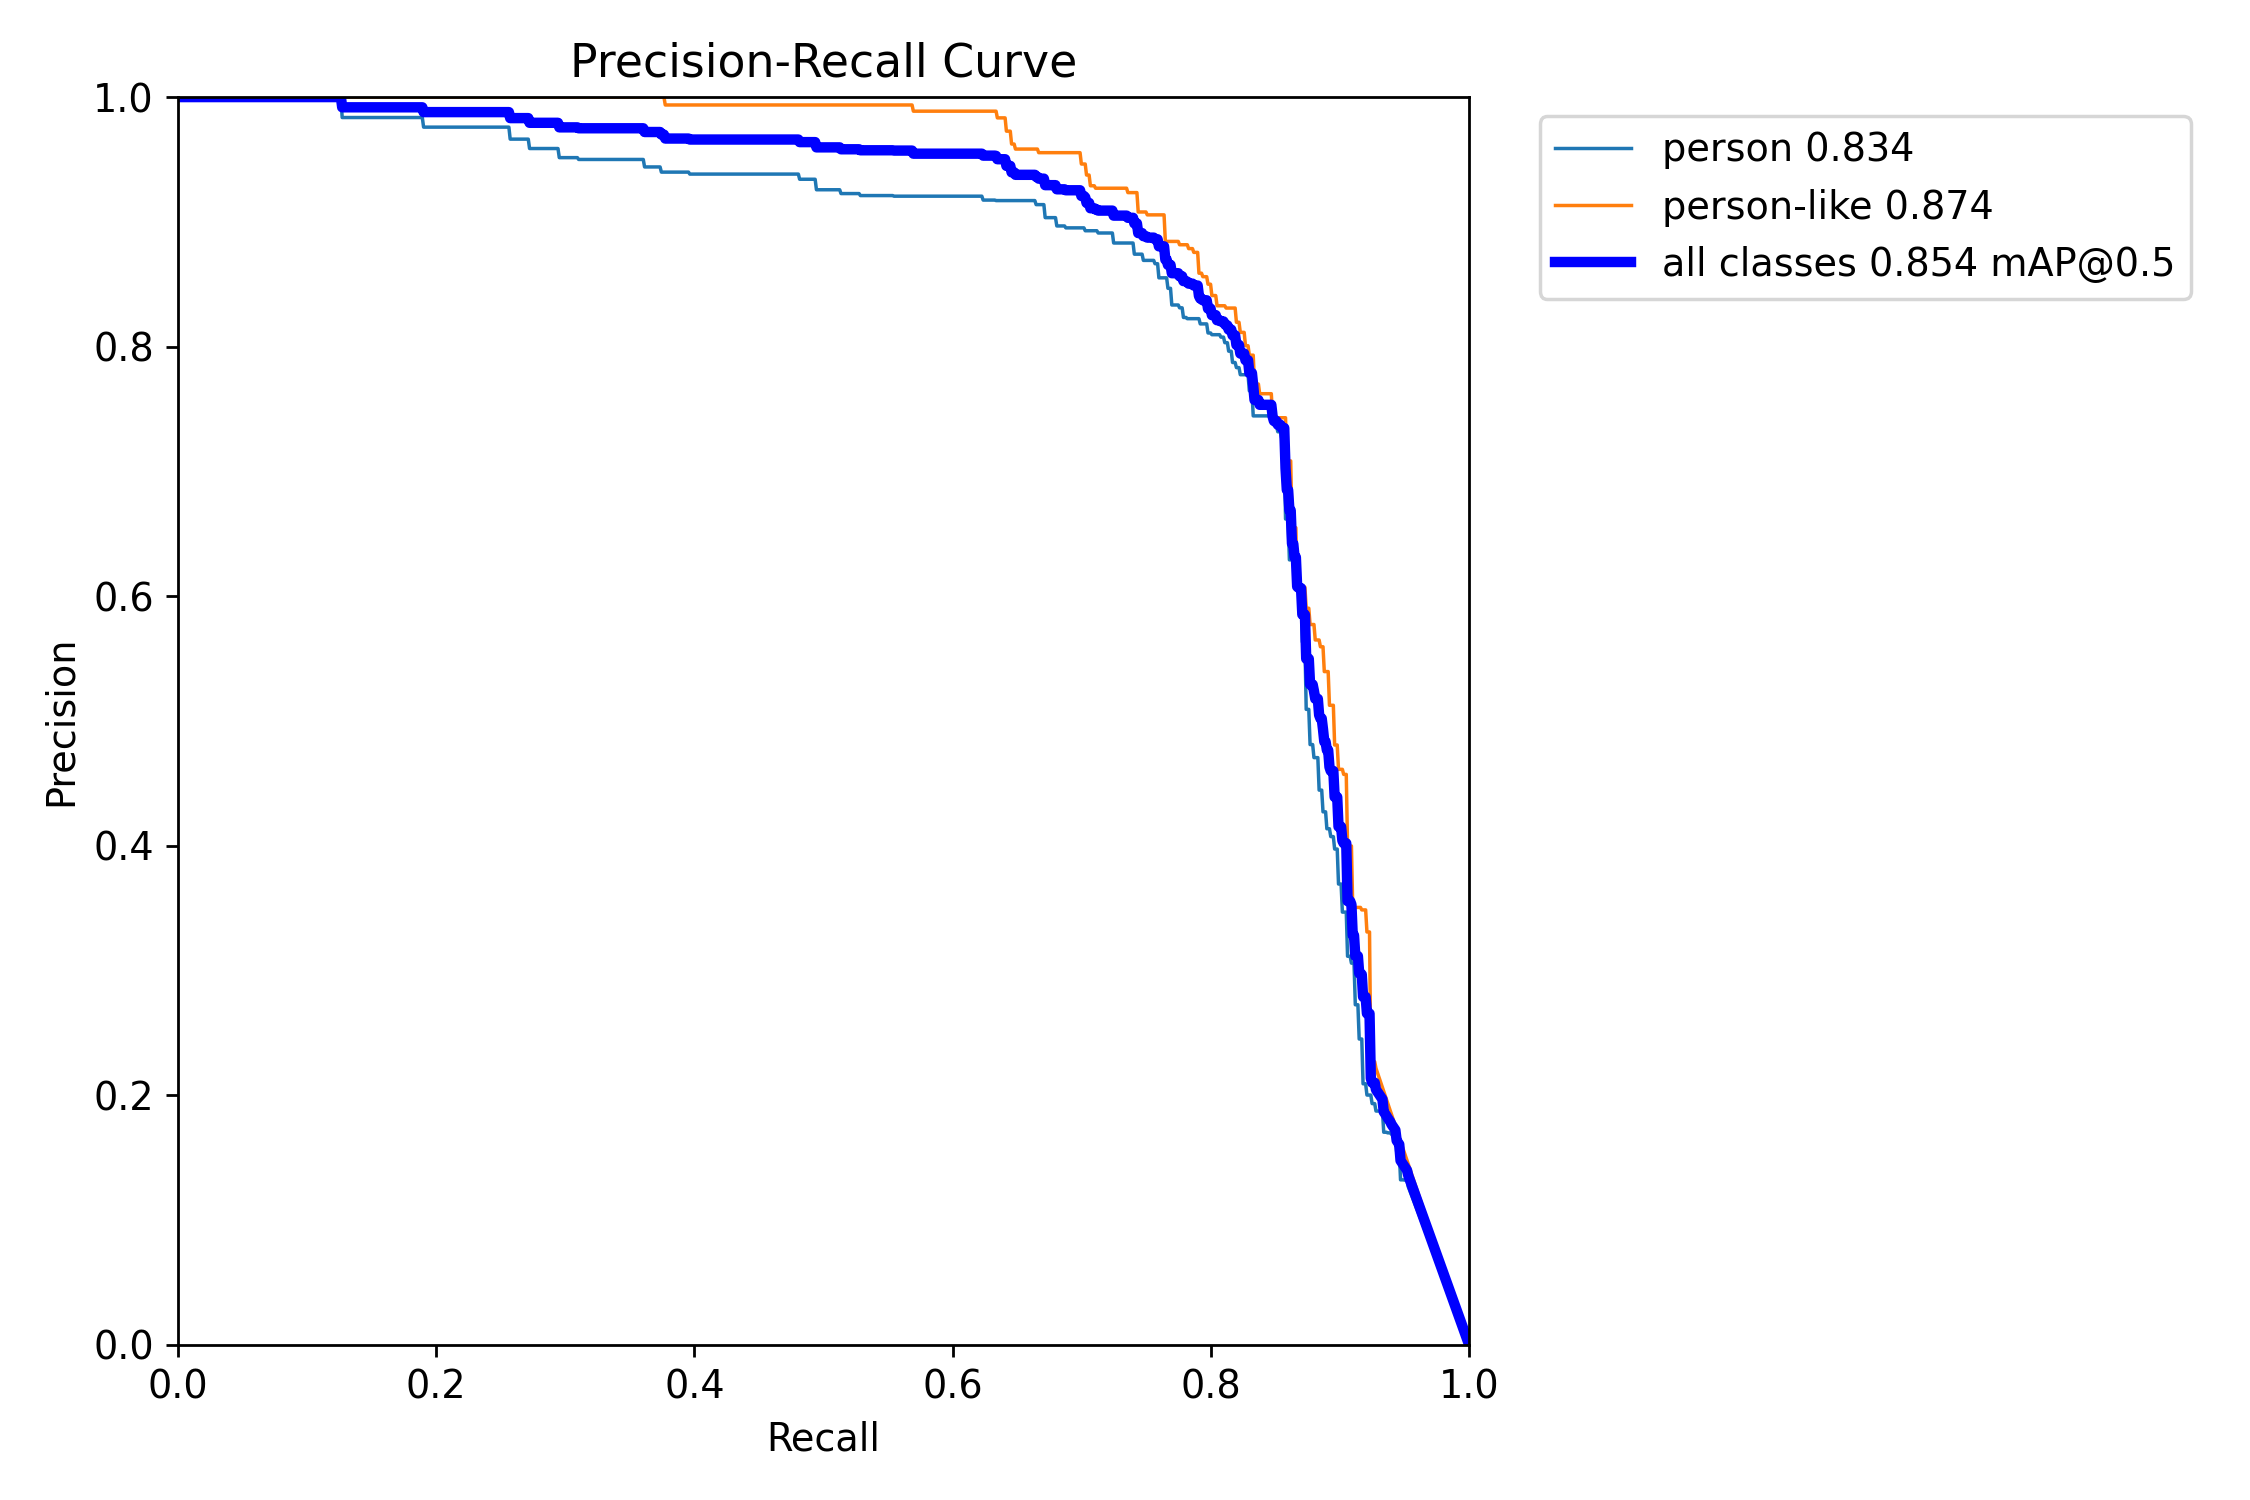 Precision-Recall Curve
1.0
0.8
0.6
0.4
0.2
0.0
Precision
0.0 0.2 0.4 0.6 0.8 1.0
Recall
person 0.834
person-like 0.874
all classes 0.854 mAP@0.5